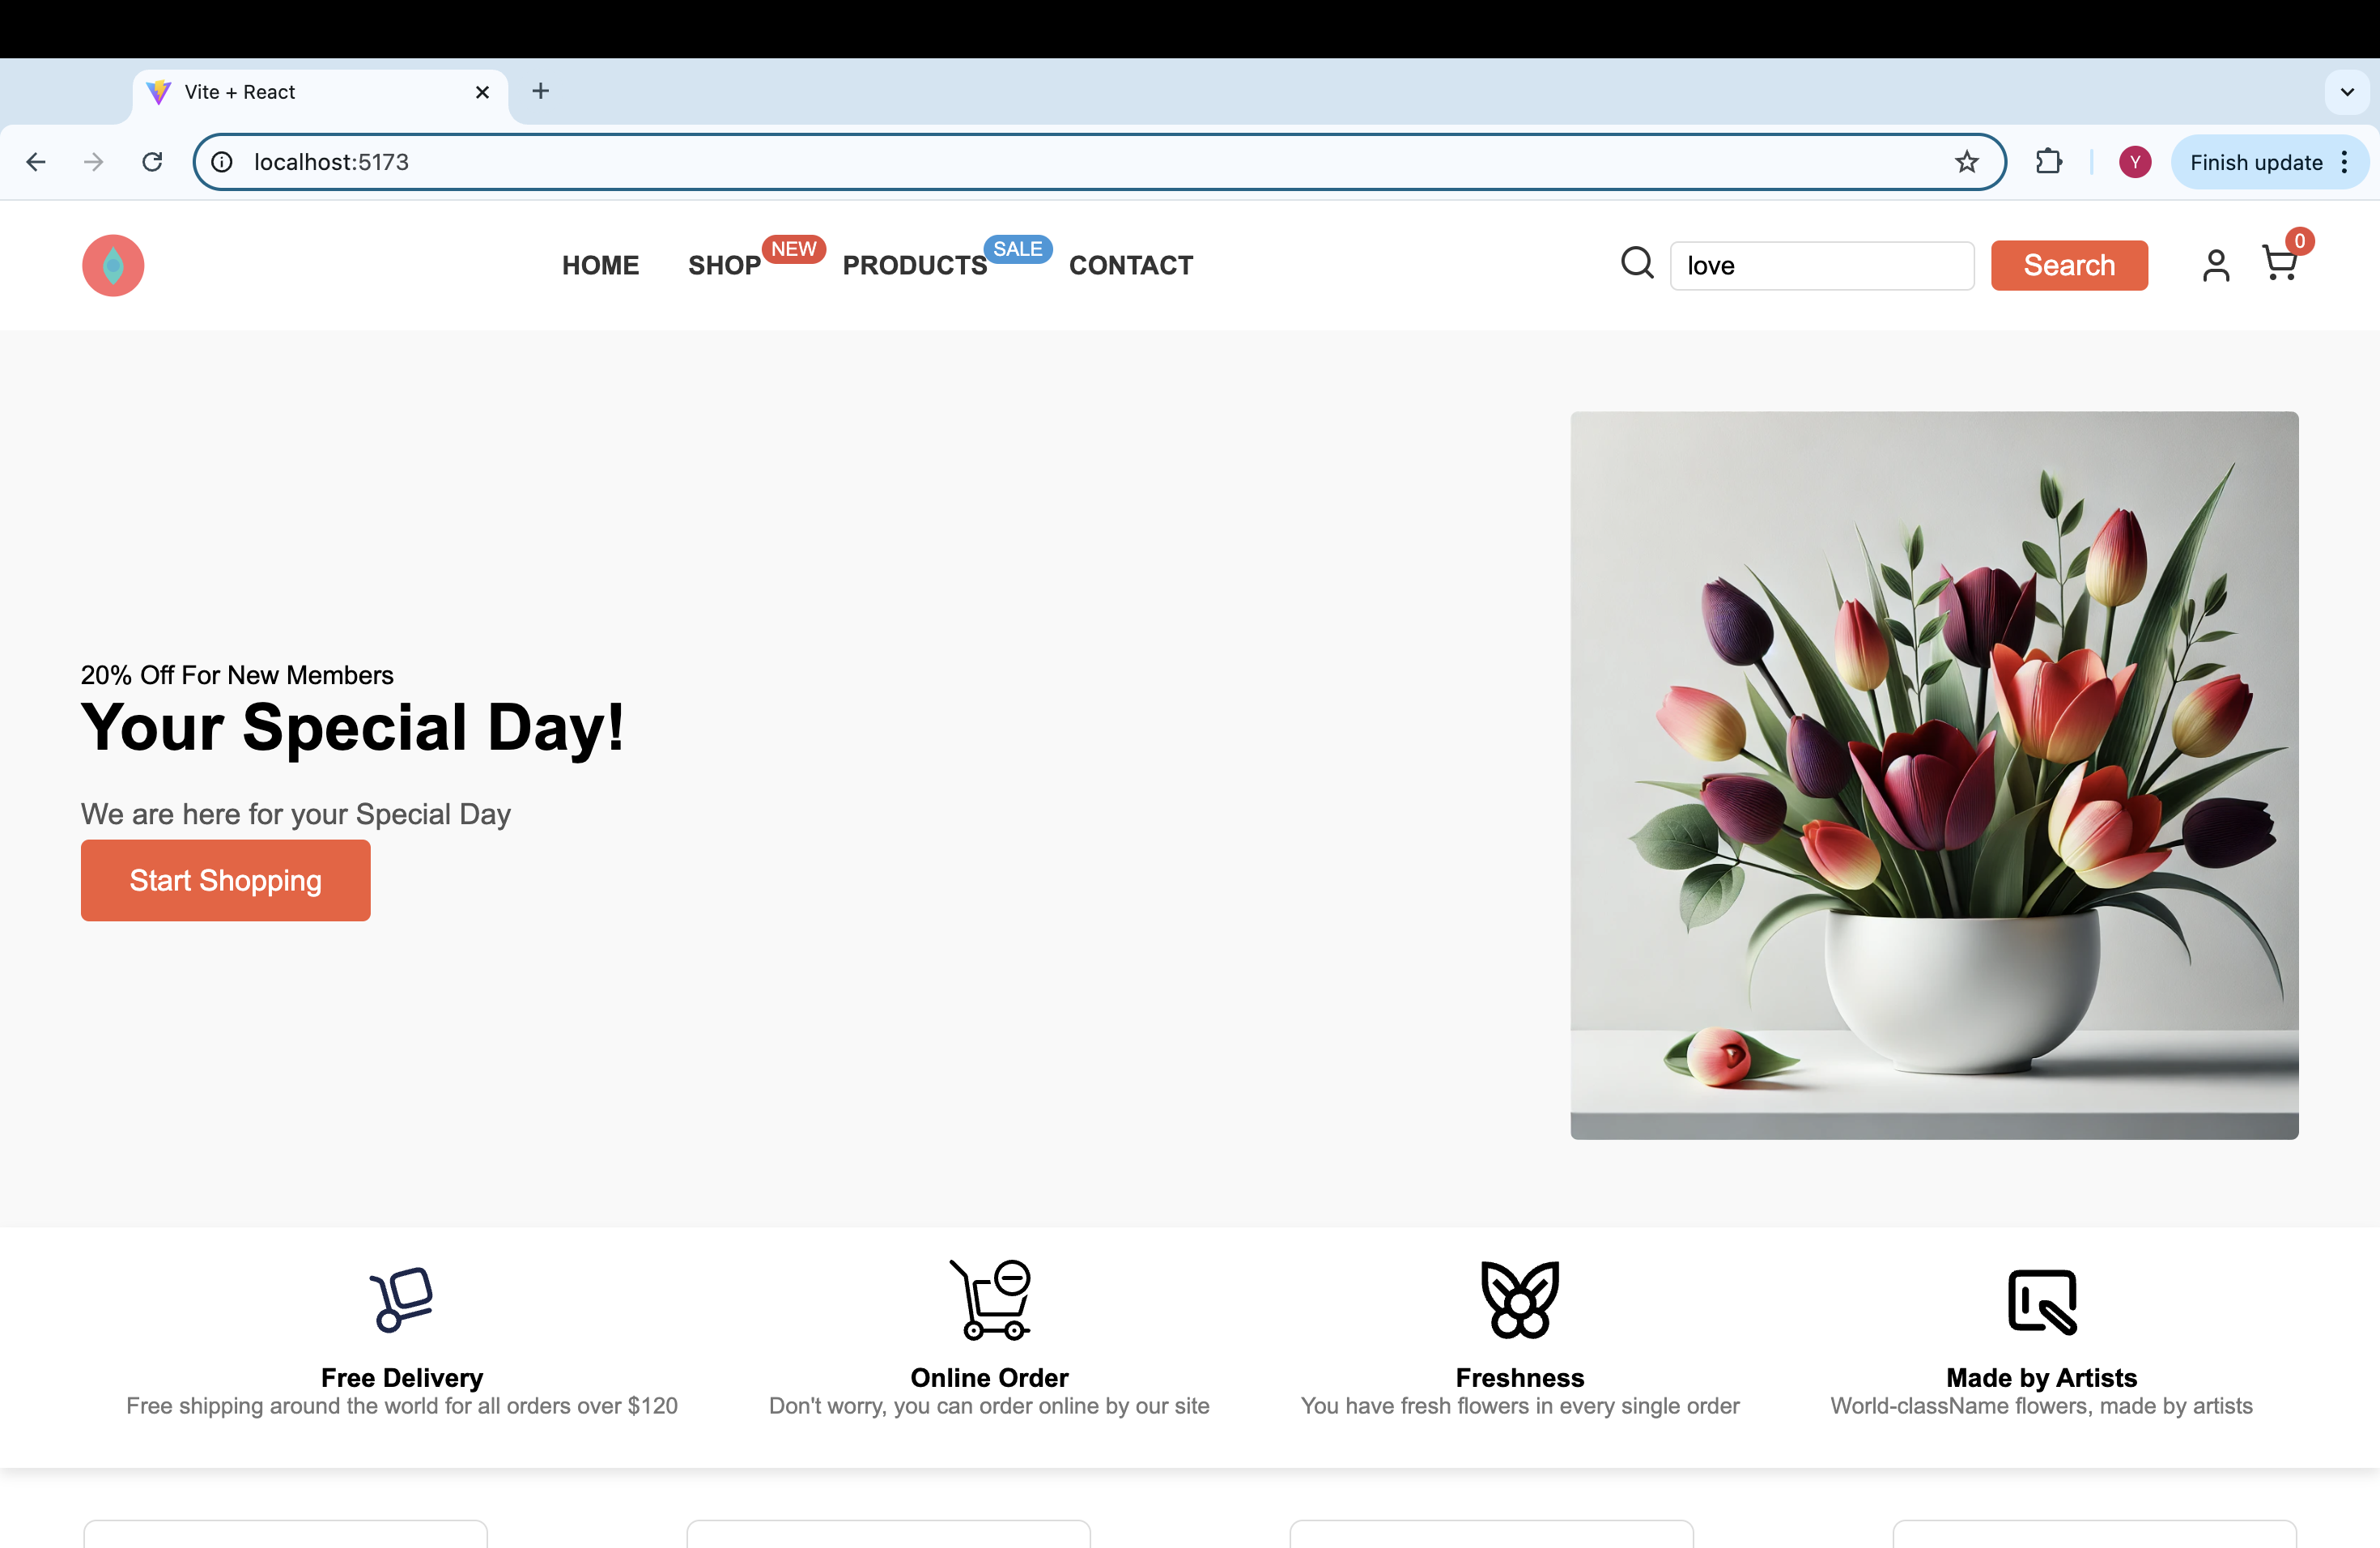 Vite + React
localhost:5173
Y
Finish update
HOME
SHOP
NEW
PRODUCTS
SALE
CONTACT
love
Search
0
20% Off For New Members
Your Special Day!
We are here for your Special Day
Start Shopping
Free Delivery
Free shipping around the world for all orders over $120
Online Order
Don't worry, you can order online by our site
Freshness
You have fresh flowers in every single order
Made by Artists
World-className flowers, made by artists